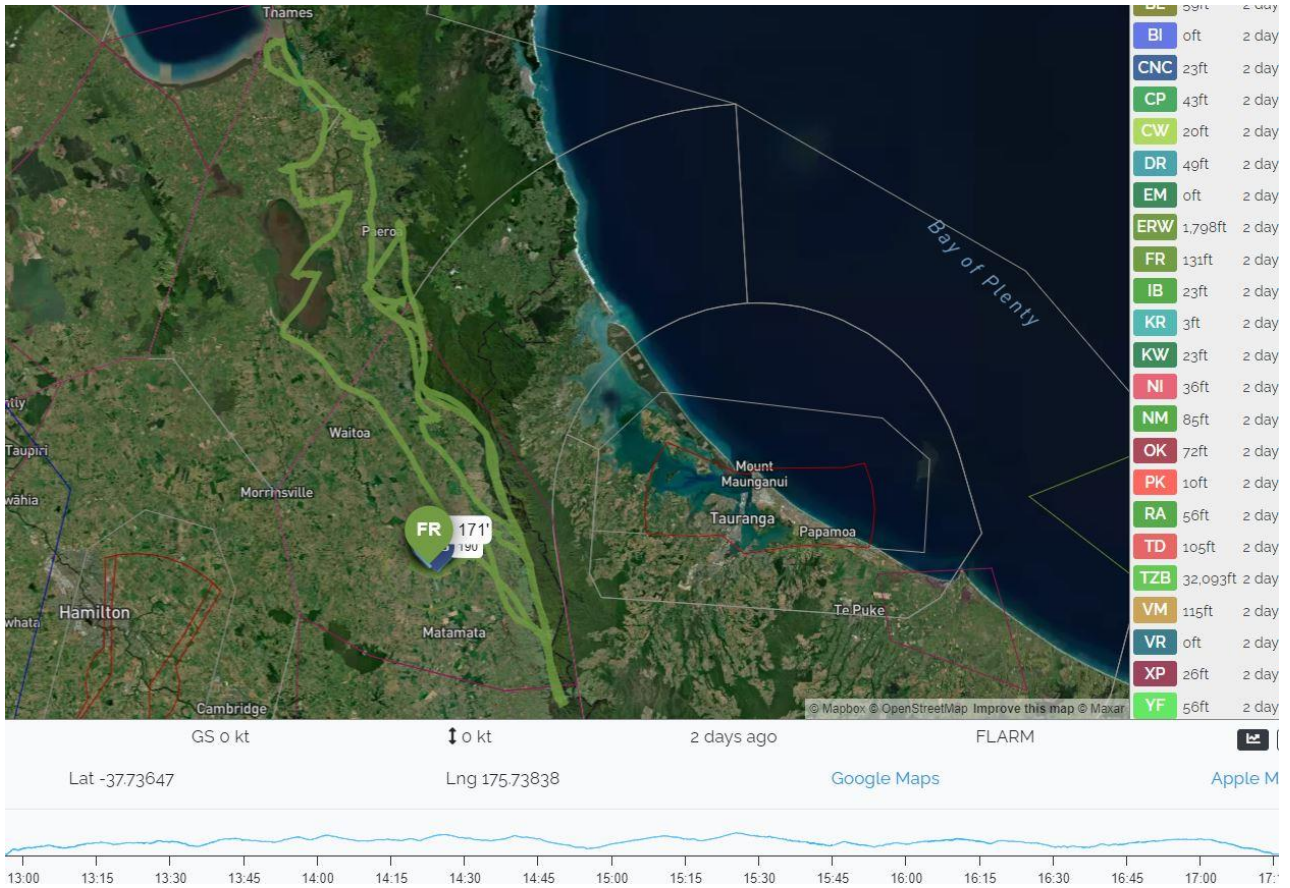 Thames
Paeroa
Bay of Plenty
Waitoa
Taupiri
Morrinsville
FR
171'
190
Mount
Maunganui
Tauranga
Papamoa
Hamilton
Te Puke
Matamata
Cambridge
© Mapbox © OpenStreetMap Improve this map © Maxar
BI 0ft 2 day
CNC 23ft 2 day
CP 43ft 2 day
CW 20ft 2 day
DR 49ft 2 day
EM 0ft 2 day
ERW 1,798ft 2 day
FR 131ft 2 day
IB 23ft 2 day
KR 3ft 2 day
KW 23ft 2 day
NI 36ft 2 day
NM 85ft 2 day
OK 72ft 2 day
PK 10ft 2 day
RA 56ft 2 day
TD 105ft 2 day
TZB 32,093ft 2 day
VM 115ft 2 day
VR 0ft 2 day
XP 26ft 2 day
YF 56ft 2 day
GS 0 kt ↕ 0 kt 2 days ago FLARM
Lat -37.73647 Lng 175.73838 Google Maps Apple M
13:00 13:15 13:30 13:45 14:00 14:15 14:30 14:45 15:00 15:15 15:30 15:45 16:00 16:15 16:30 16:45 17:00 17:1